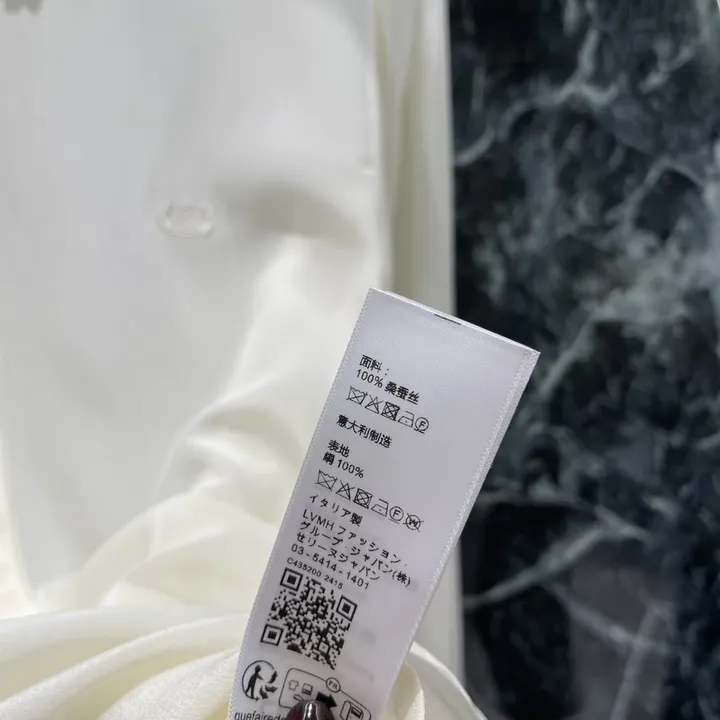 面料：
100% 桑蚕丝
意大利制造
表地
絹 100%
イタリア製
LVMH ファッション.
グループ.ジャパン(株)
セリーヌジャパン
03-5414-1401
C435200 2415
FR
quefairede